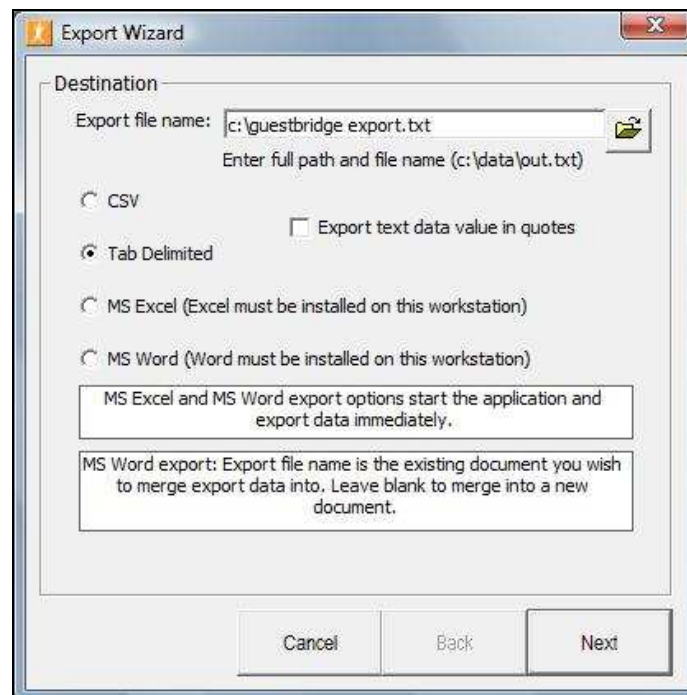 Export Wizard
Destination
Export file name:
c:\guestbridge export.txt
Enter full path and file name (c:\data\out.txt)
CSV
Export text data value in quotes
Tab Delimited
MS Excel (Excel must be installed on this workstation)
MS Word (Word must be installed on this workstation)
MS Excel and MS Word export options start the application and
export data immediately.
MS Word export: Export file name is the existing document you wish
to merge export data into. Leave blank to merge into a new
document.
Cancel
Back
Next